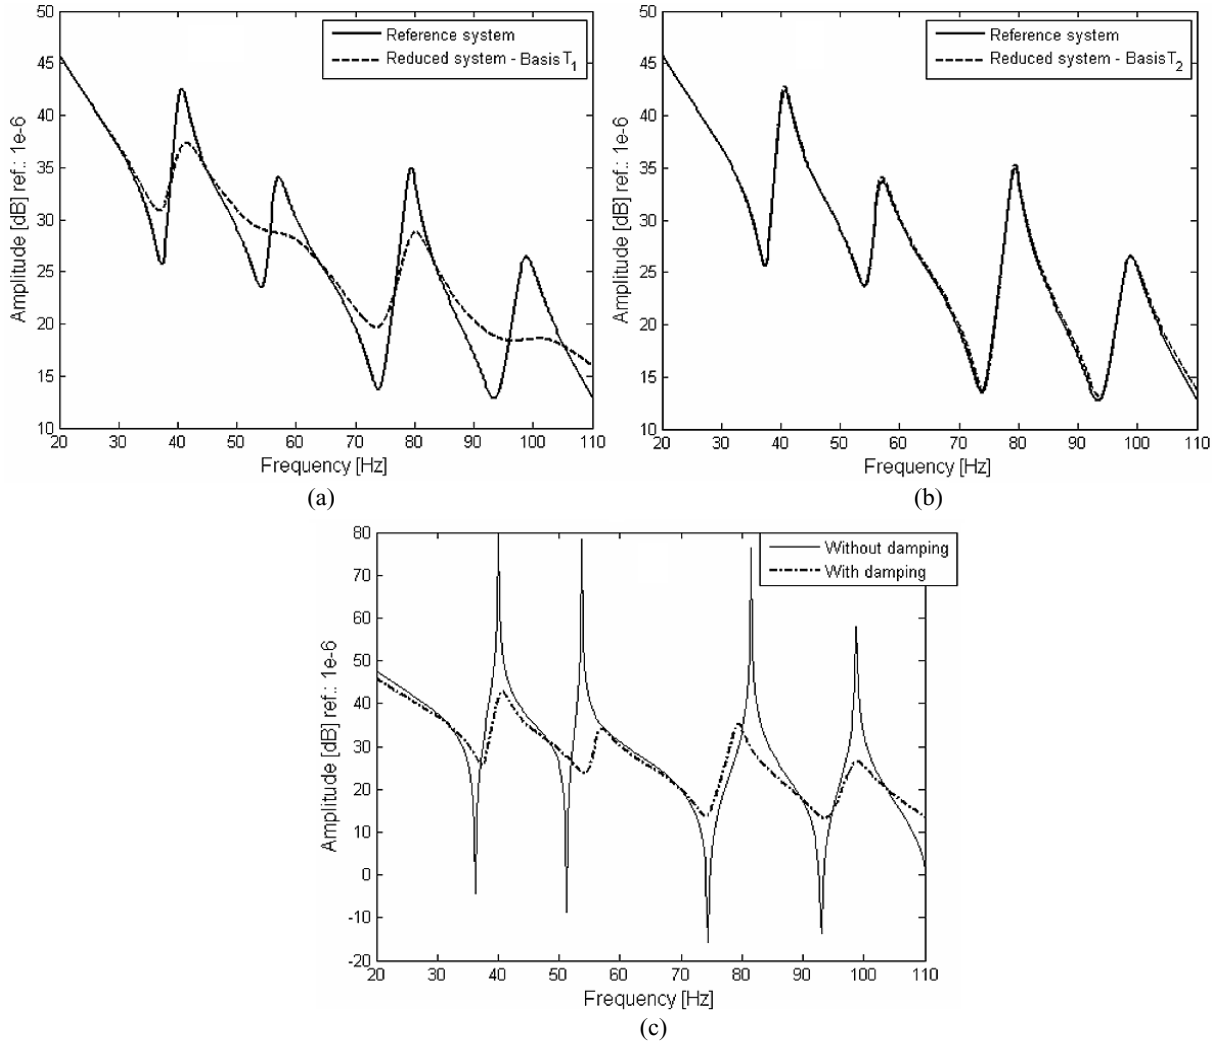 50
45
40
35
30
25
20
15
10
Amplitude [dB] ref.: 1e-6
Reference system
Reduced system - Basis T1
20 30 40 50 60 70 80 90 100 110
Frequency [Hz]
(a)
50
45
40
35
30
25
20
15
10
Amplitude [dB] ref.: 1e-6
Reference system
Reduced system - Basis T2
20 30 40 50 60 70 80 90 100 110
Frequency [Hz]
(b)
80
70
60
50
40
30
20
10
0
-10
-20
Amplitude [dB] ref.: 1e-6
Without damping
With damping
20 30 40 50 60 70 80 90 100 110
Frequency [Hz]
(c)